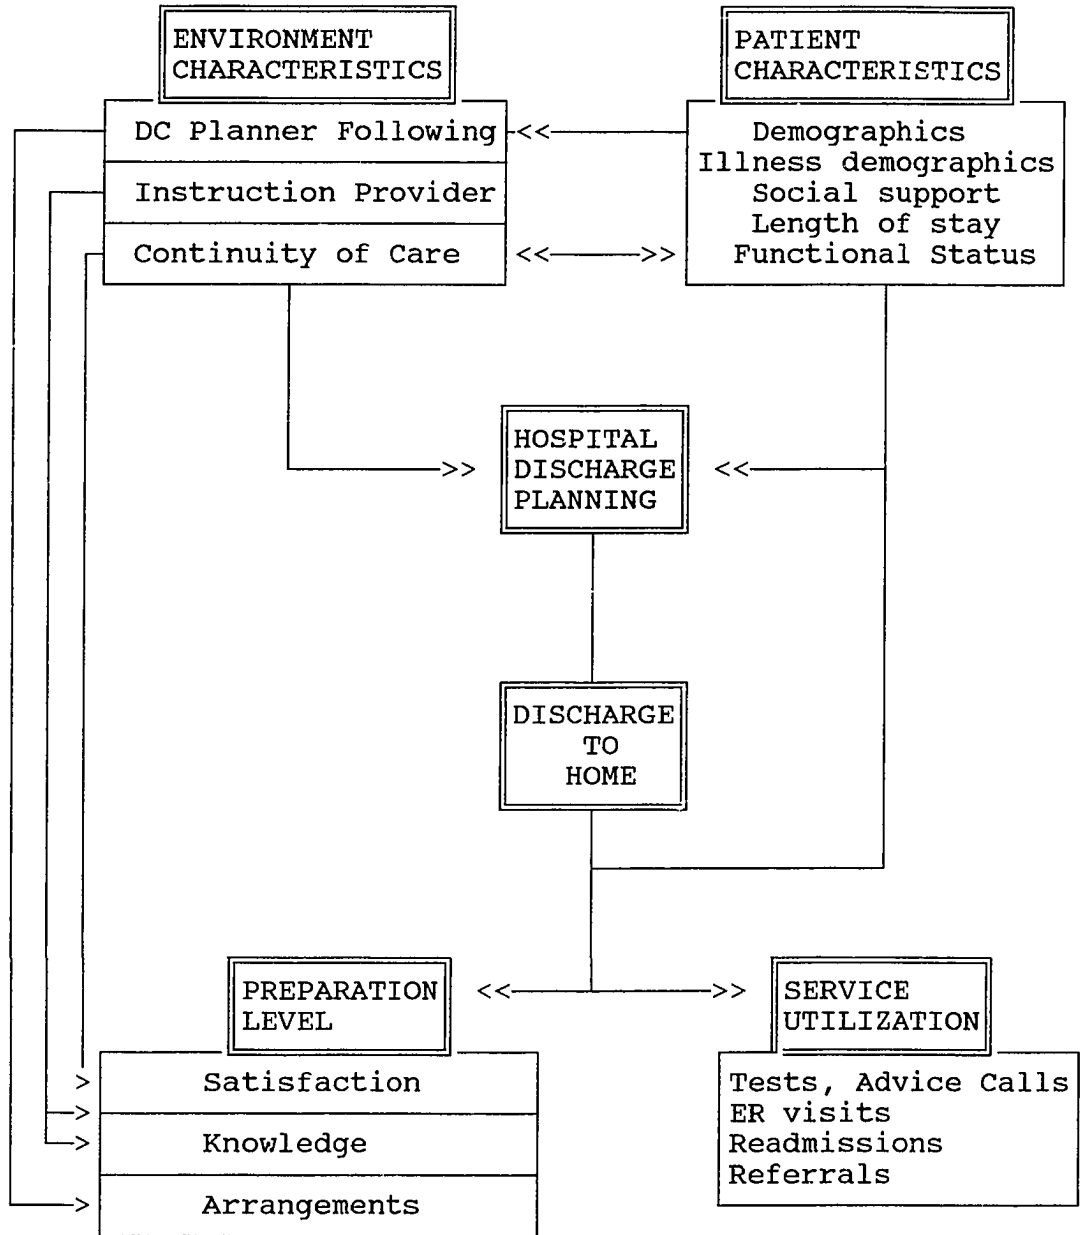 ENVIRONMENT
CHARACTERISTICS
DC Planner Following
Instruction Provider
Continuity of Care
<<
<<
>>
PATIENT
CHARACTERISTICS
Demographics
Illness demographics
Social support
Length of stay
Functional Status
>>
HOSPITAL
DISCHARGE
PLANNING
<<
DISCHARGE
TO
HOME
PREPARATION
LEVEL
<<
>>
SERVICE
UTILIZATION
>
Satisfaction
>
>
Knowledge
>
Arrangements
Tests, Advice Calls
ER visits
Readmissions
Referrals